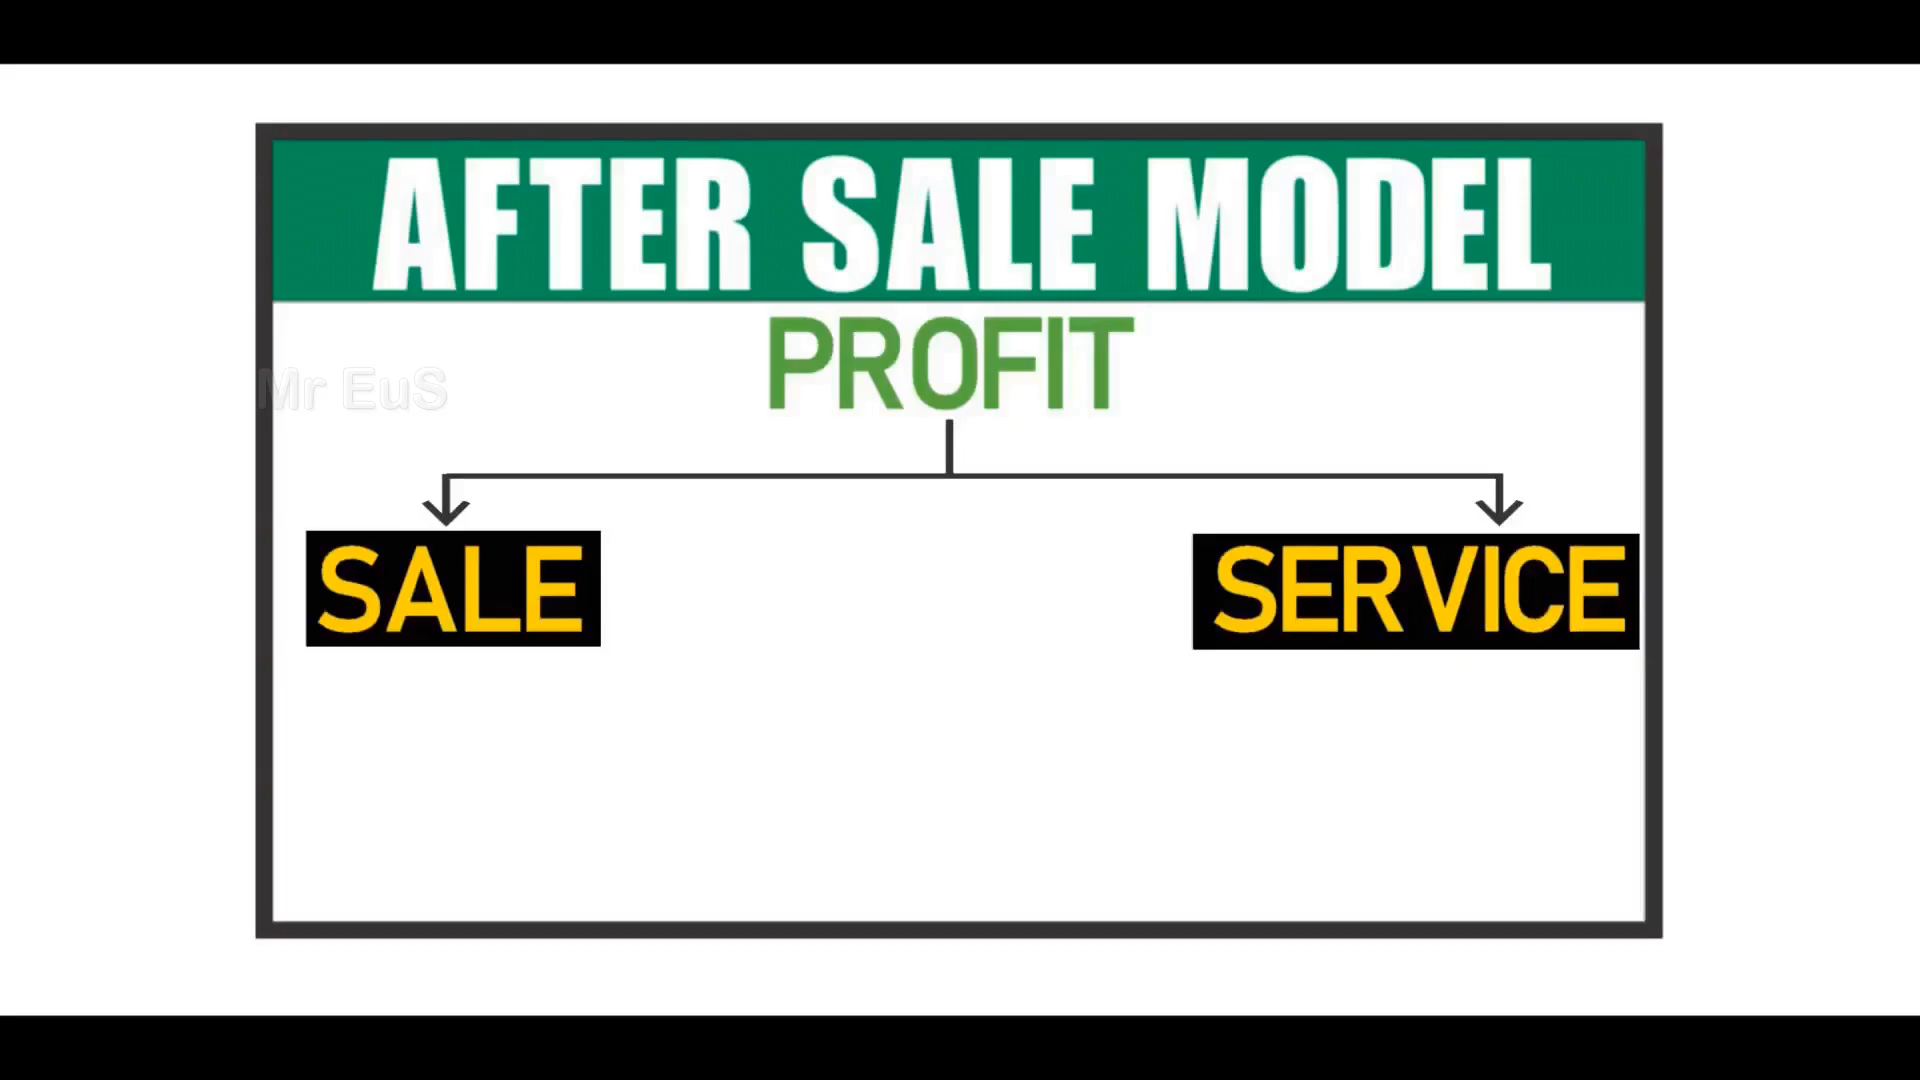 AFTER SALE MODEL
PROFIT
Mr EuS
SALE
SERVICE